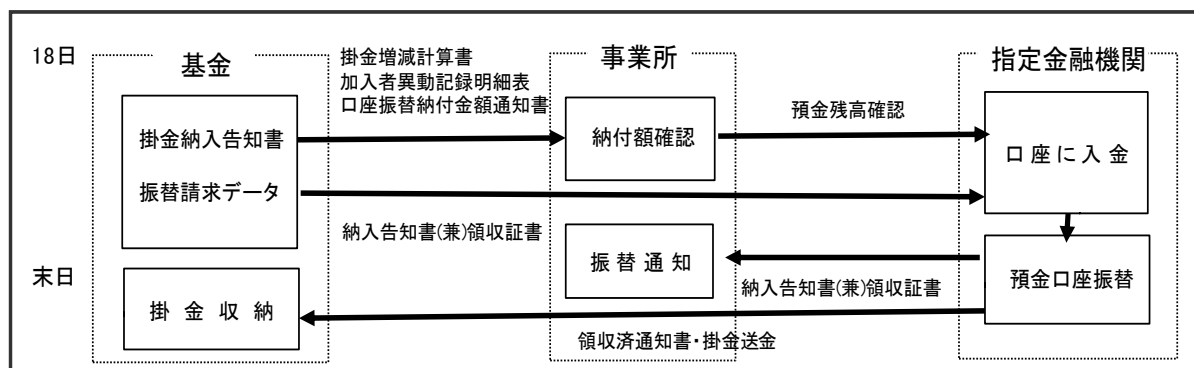 18日
基金
掛金増減計算書
加入者異動記録明細表
口座振替納付金額通知書
事業所
指定金融機関
掛金納入告知書
振替請求データ
納付額確認
預金残高確認
口座に入金
納入告知書(兼)領収証書
振替通知
預金口座振替
納入告知書(兼)領収証書
末日
掛金収納
領収済通知書・掛金送金